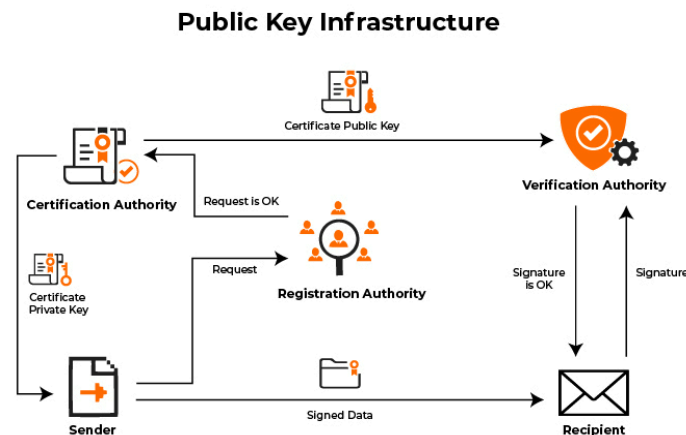 Public Key Infrastructure
Certificate Public Key
Certification Authority
Verification Authority
Request is OK
Request
Registration Authority
Certificate
Private Key
Signature
is OK
Signature
Signed Data
Sender
Recipient